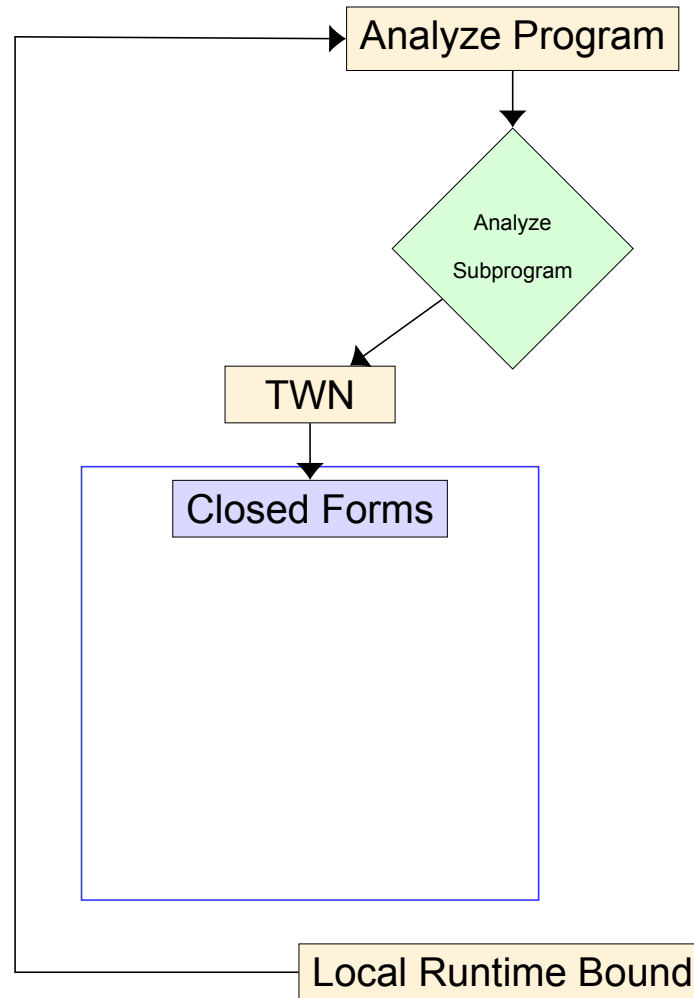 Analyze Program
Analyze
Subprogram
TWN
Closed Forms
Local Runtime Bound